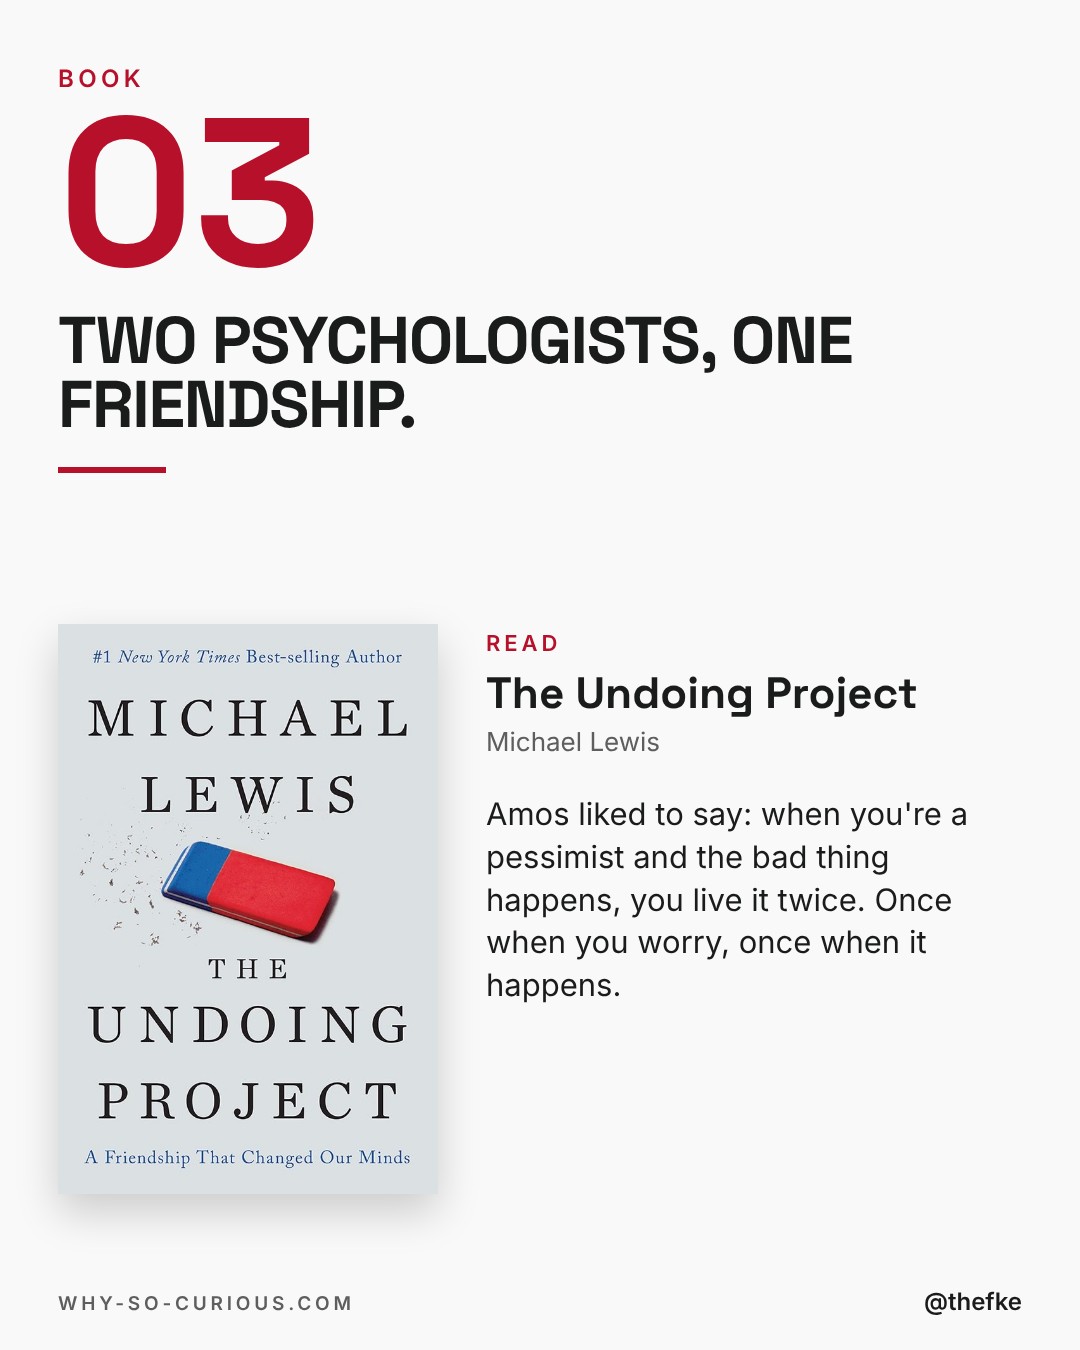 BOOK
03
TWO PSYCHOLOGISTS, ONE
FRIENDSHIP.
#1 New York Times Best-selling Author
MICHAEL
LEWIS
THE
UNDOING
PROJECT
A Friendship That Changed Our Minds
READ
The Undoing Project
Michael Lewis
Amos liked to say: when you're a
pessimist and the bad thing
happens, you live it twice. Once
when you worry, once when it
happens.
WHY-SO-CURIOUS.COM
@thefke